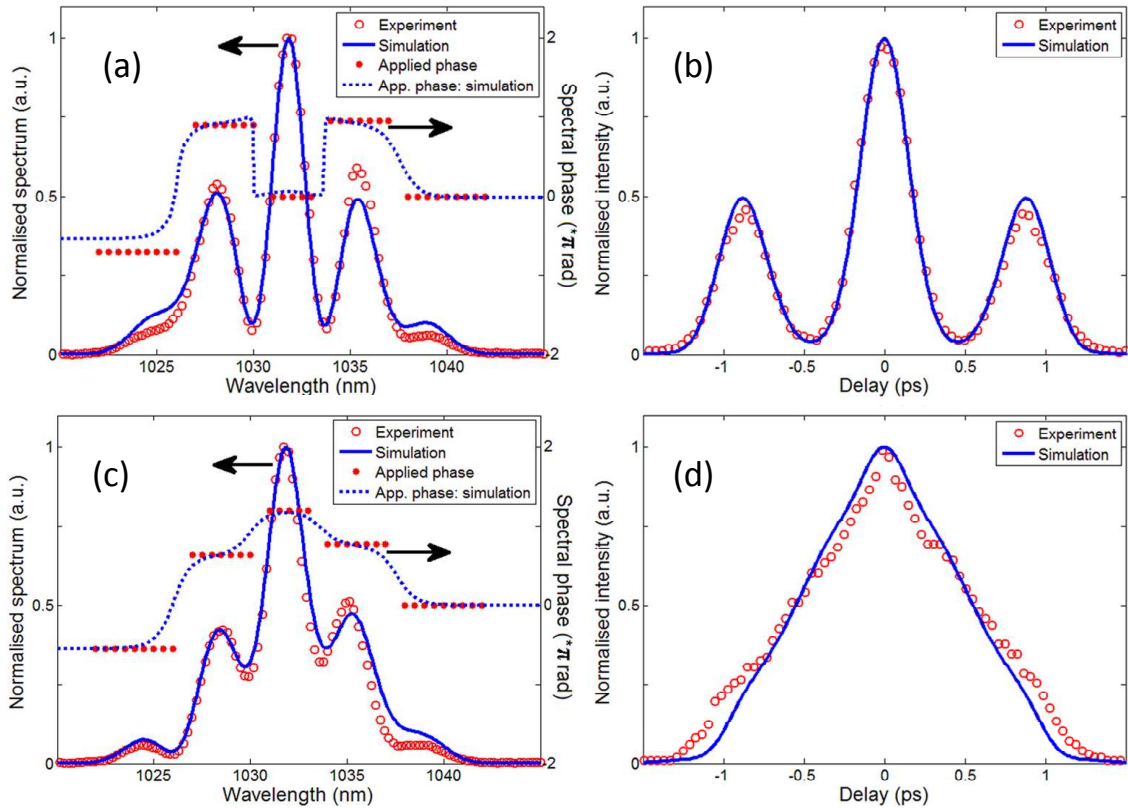 (a)
Experiment
Simulation
Applied phase
App. phase: simulation
Normalised spectrum (a.u.)
1
0.5
0
2
0
-2
Spectral phase (*π rad)
1025 1030 1035 1040
Wavelength (nm)
(b)
Experiment
Simulation
Normalised intensity (a.u.)
1
0.5
0
-1 -0.5 0 0.5 1
Delay (ps)
(c)
Experiment
Simulation
Applied phase
App. phase: simulation
Normalised spectrum (a.u.)
1
0.5
0
2
0
-2
Spectral phase (*π rad)
1025 1030 1035 1040
Wavelength (nm)
(d)
Experiment
Simulation
Normalised intensity (a.u.)
1
0.5
0
-1 -0.5 0 0.5 1
Delay (ps)